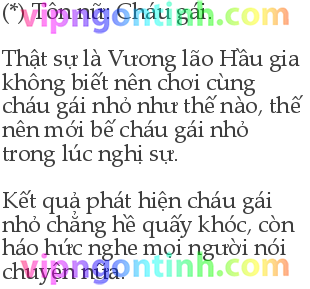 (*) Tôn nữ: Cháu gái.
vipngontinh.com
Thật sự là Vương lão Hầu gia
không biết nên chơi cùng
cháu gái nhỏ như thế nào, thế
nên mới bế cháu gái nhỏ
trong lúc nghị sự.
Kết quả phát hiện cháu gái
nhỏ chẳng hề quấy khóc, còn
háo hức nghe mọi người nói
chuyện nữa.
vipngontinh.com